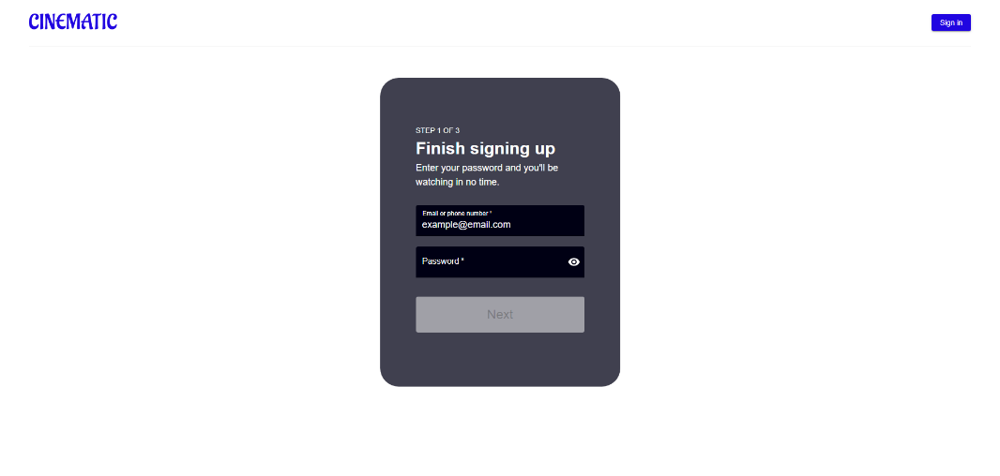 CINEMATIC
Sign in
STEP 1 OF 3
Finish signing up
Enter your password and you'll be
watching in no time.
Email or phone number *
example@email.com
Password *
Next